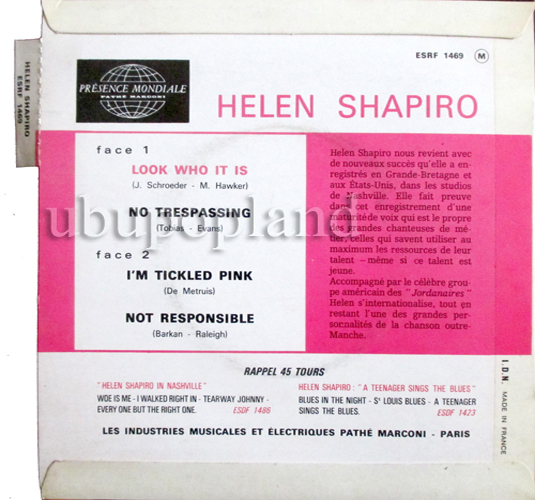 ESRF 1469 M
HELEN SHAPIRO
ESRF 1469
PRÉSENCE MONDIALE
PATHÉ MARCONI
HELEN SHAPIRO
face 1
LOOK WHO IT IS
(J. Schroeder - M. Hawker)
NO TRESPASSING
(Tobias - Evans)
face 2
I'M TICKLED PINK
(De Metruis)
NOT RESPONSIBLE
(Barkan - Raleigh)
Helen Shapiro nous revient avec
de nouveaux succès qu'elle a en-
registrés en Grande-Bretagne et
aux États-Unis, dans les studios
de Nashville. Elle fait preuve
dans cet enregistrement d'une
maturité de voix qui est le propre
des grandes chanteuses de mé-
tier, celles qui savent utiliser au
maximum les ressources de leur
talent - même si ce talent est
jeune.
Accompagné par le célèbre grou-
pe américain des "Jordanaires"
Helen s'internationalise, tout en
restant l'une des grandes per-
sonnalités de la chanson outre-
Manche.
ubupopland
RAPPEL 45 TOURS
"HELEN SHAPIRO IN NASHVILLE"
WOE IS ME - I WALKED RIGHT IN - TEARWAY JOHNNY -
EVERY ONE BUT THE RIGHT ONE. ESDF 1486
HELEN SHAPIRO : "A TEENAGER SINGS THE BLUES"
BLUES IN THE NIGHT - St LOUIS BLUES - A TEENAGER
SINGS THE BLUES. ESDF 1423
LES INDUSTRIES MUSICALES ET ÉLECTRIQUES PATHÉ MARCONI - PARIS
I.D.N. MADE IN FRANCE